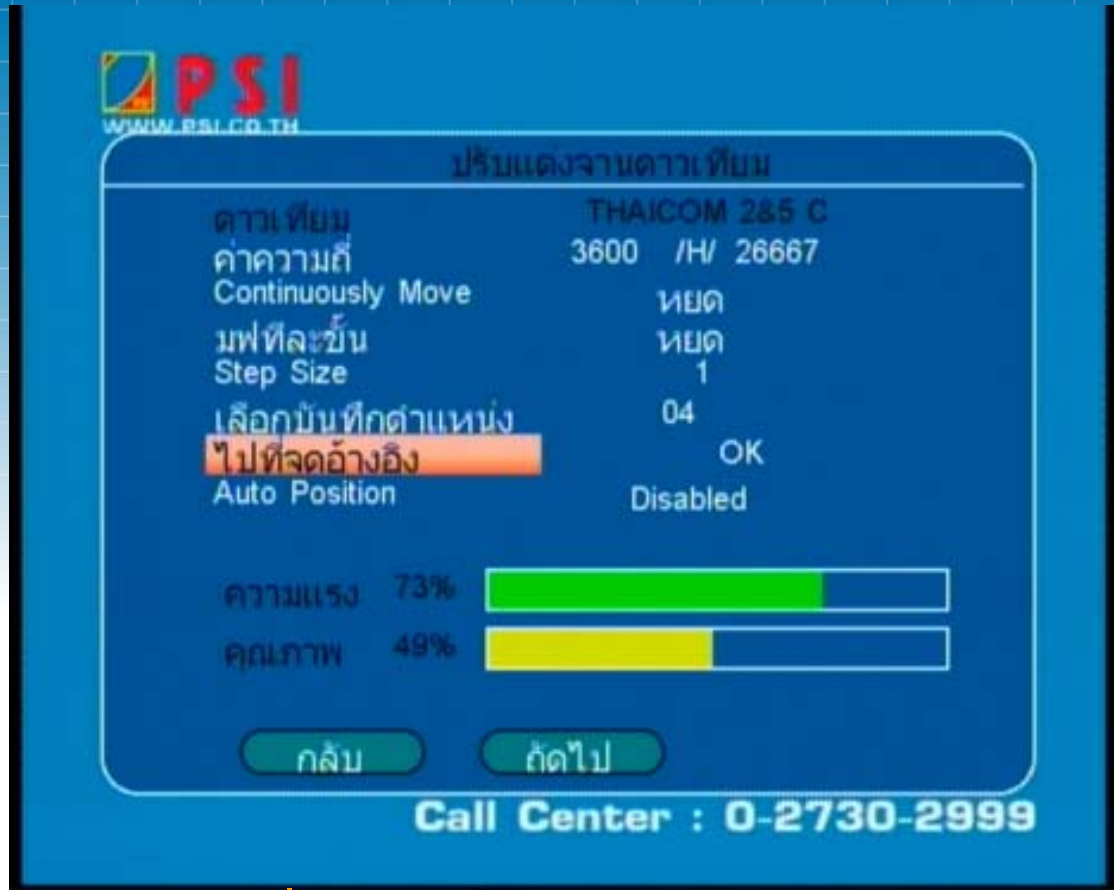 PSI
WWW.PSI.CO.TH
ปรับแต่งจานดาวเทียม
ดาวเทียม THAICOM 2&5 C
ค่าความถี่ 3600 /H/ 26667
Continuously Move หยุด
มูฟทีละขั้น หยุด
Step Size 1
เลือกบันทึกตำแหน่ง 04
ไปที่จุดอ้างอิง OK
Auto Position Disabled
ความแรง 73%
คุณภาพ 49%
กลับ ถัดไป
Call Center : 0-2730-2999